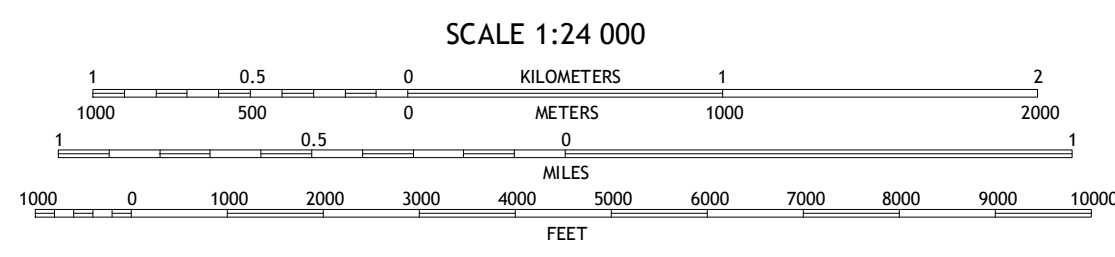 SCALE 1:24 000
1 0.5 0 KILOMETERS 1 2
1000 500 0 METERS 1000 2000
1 0.5 0 1
MILES
1000 0 1000 2000 3000 4000 5000 6000 7000 8000 9000 10000
FEET